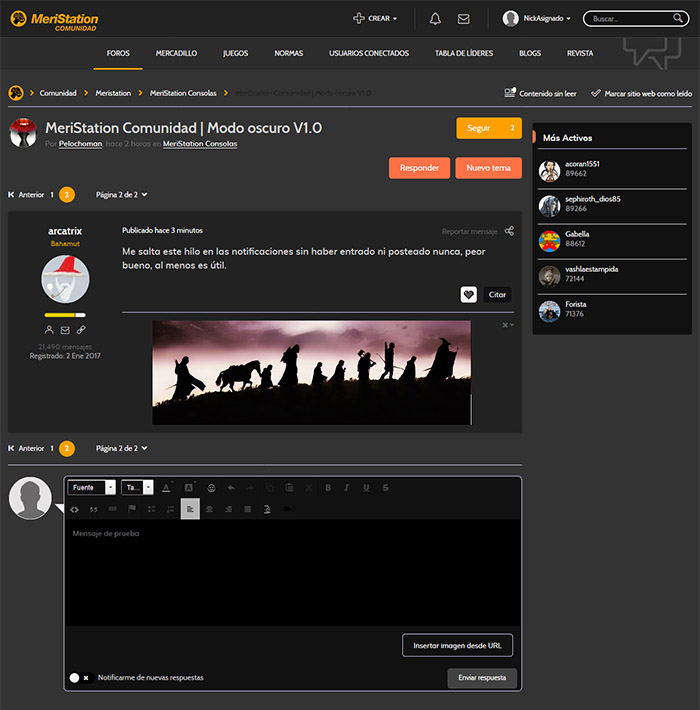 MeriStation
COMUNIDAD
CREAR
NickAsignado
Buscar...
FOROS
MERCADILLO
JUEGOS
NORMAS
USUARIOS CONECTADOS
TABLA DE LÍDERES
BLOGS
REVISTA
Comunidad
Meristation
MeriStation Consolas
MeriStation Comunidad | Modo oscuro V1.0
Contenido sin leer
Marcar sitio web como leído
MeriStation Comunidad | Modo oscuro V1.0
Por Pelochoman, hace 2 horas en MeriStation Consolas
Seguir 2
Responder
Nuevo tema
Anterior 1 2 Página 2 de 2
arcatrix
Bahamut
21.490 mensajes
Registrado: 2 Ene 2017
Publicado hace 3 minutos
Reportar mensaje
Me salta este hilo en las notificaciones sin haber entrado ni posteado nunca, peor
bueno, al menos es útil.
Citar
Anterior 1 2 Página 2 de 2
Fuente
Ta...
Mensaje de prueba
Insertar imagen desde URL
Notificarme de nuevas respuestas
Enviar respuesta
Más Activos
acoran1551
89662
sephiroth_dios85
89266
Gabella
88612
vashlaestampida
72144
Forista
71376